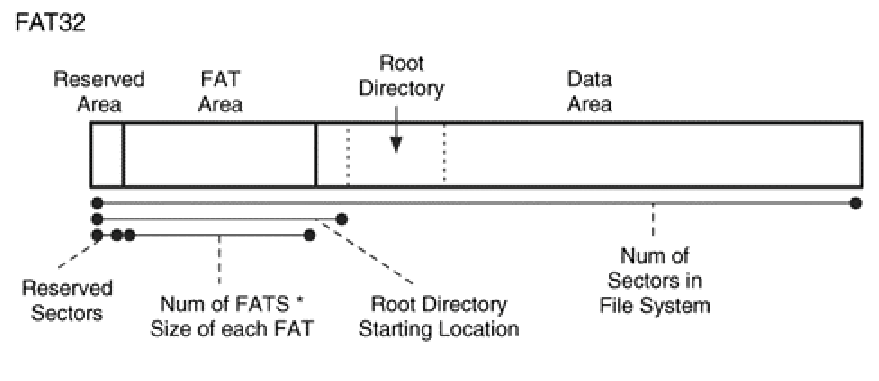 FAT32
Reserved
Area
FAT
Area
Root
Directory
Data
Area
Reserved
Sectors
Num of FATS *
Size of each FAT
Root Directory
Starting Location
Num of
Sectors in
File System